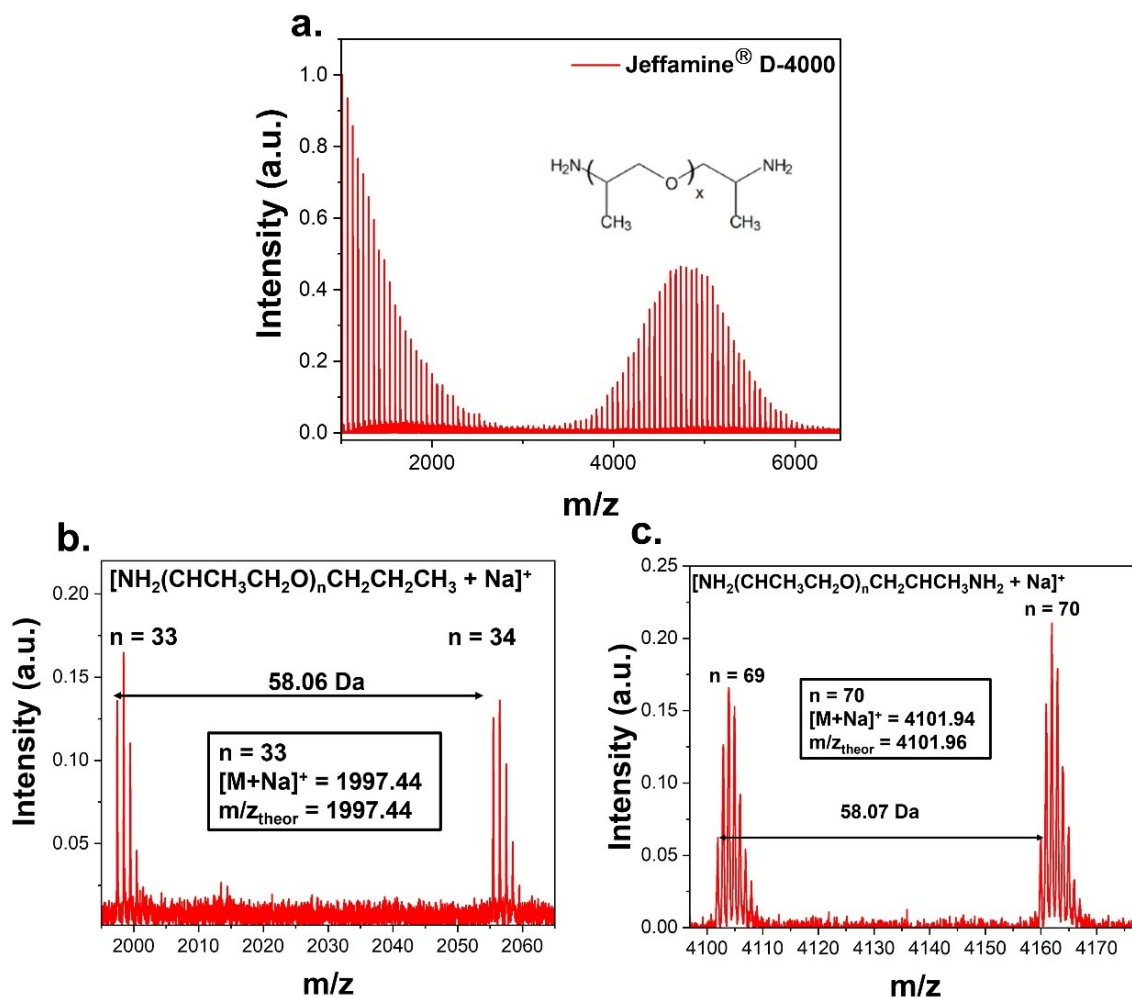 a.
Jeffamine® D-4000
H₂N
O
x
NH₂
CH₃
CH₃
Intensity (a.u.)
1.0
0.8
0.6
0.4
0.2
0.0
2000
4000
6000
m/z
b.
[NH₂(CHCH₃CH₂O)ₙCH₂CH₂CH₃ + Na]⁺
n = 33
n = 34
58.06 Da
n = 33
[M+Na]⁺ = 1997.44
m/z_theor = 1997.44
Intensity (a.u.)
0.20
0.15
0.10
0.05
2000
2010
2020
2030
2040
2050
2060
m/z
c.
[NH₂(CHCH₃CH₂O)ₙCH₂CHCH₃NH₂ + Na]⁺
n = 70
n = 69
n = 70
[M+Na]⁺ = 4101.94
m/z_theor = 4101.96
58.07 Da
Intensity (a.u.)
0.25
0.20
0.15
0.10
0.05
0.00
4100
4110
4120
4130
4140
4150
4160
4170
m/z